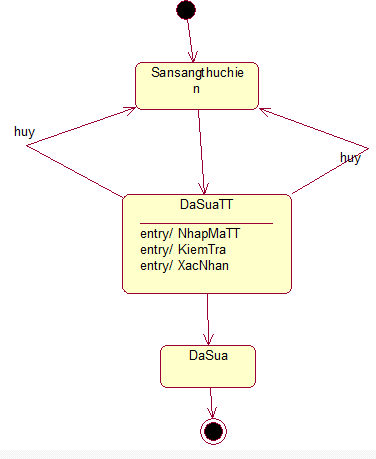 Sansangthuchie
n
huy
huy
DaSuaTT
entry/ NhapMaTT
entry/ KiemTra
entry/ XacNhan
DaSua